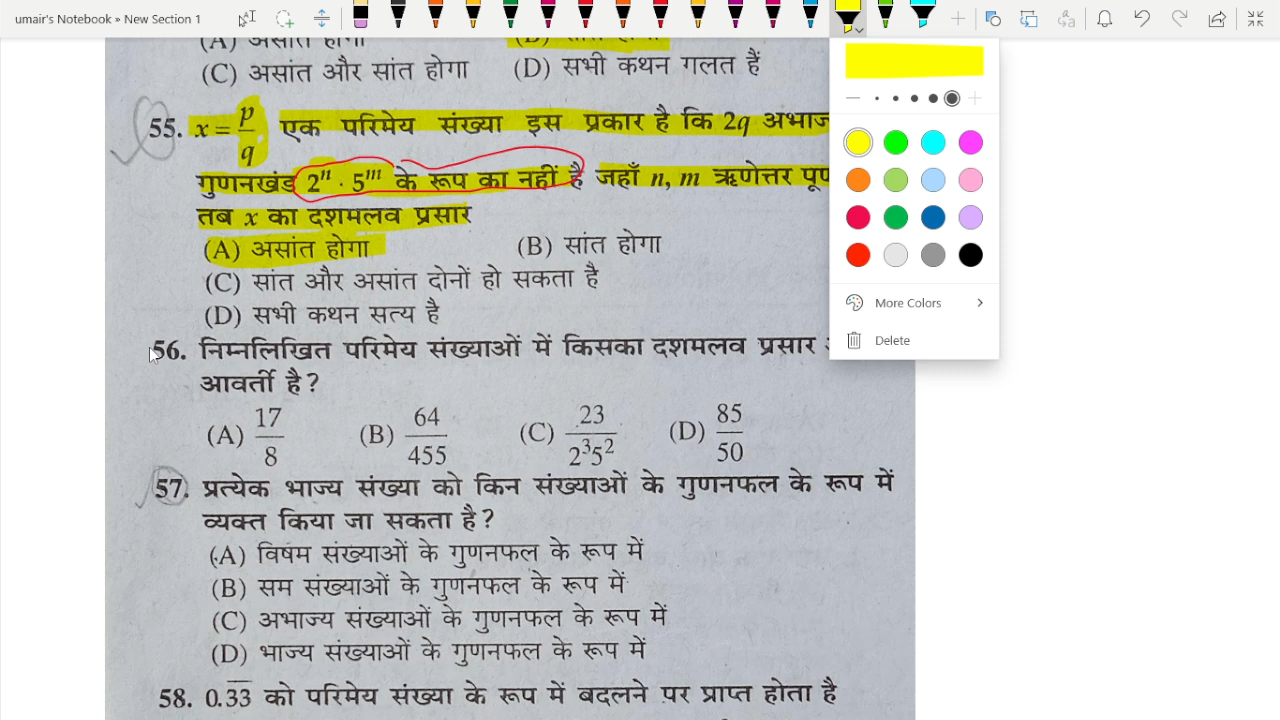 umair's Notebook » New Section 1
(A) असांत होगा
(C) असांत और सांत होगा (D) सभी कथन गलत हैं
55. x = p/q एक परिमेय संख्या इस प्रकार है कि 2q
गुणनखंड 2ⁿ · 5ᵐ के रूप का नहीं है जहाँ n, m ऋणेत्तर
तब x का दशमलव प्रसार
(A) असांत होगा (B) सांत होगा
(C) सांत और असांत दोनों हो सकता है
(D) सभी कथन सत्य है
56. निम्नलिखित परिमेय संख्याओं में किसका दशमलव प्रसार
आवर्ती है?
(A) 17/8 (B) 64/455 (C) 23/2³5² (D) 85/50
57. प्रत्येक भाज्य संख्या को किन संख्याओं के गुणनफल के रूप में
व्यक्त किया जा सकता है?
(A) विषम संख्याओं के गुणनफल के रूप में
(B) सम संख्याओं के गुणनफल के रूप में
(C) अभाज्य संख्याओं के गुणनफल के रूप में
(D) भाज्य संख्याओं के गुणनफल के रूप में
58. 0.3̅3̅ को परिमेय संख्या के रूप में बदलने पर प्राप्त होता है
More Colors
Delete